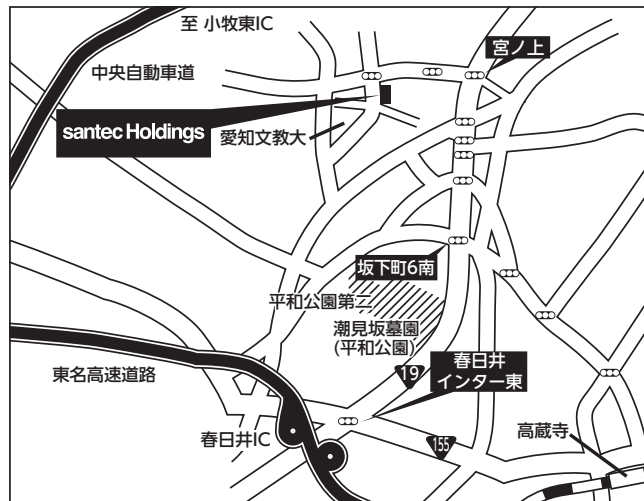 至 小牧東IC
宮ノ上
中央自動車道
santec Holdings
愛知文教大
坂下町6南
平和公園第二
潮見坂墓園
(平和公園)
19
春日井
インター東
東名高速道路
春日井IC
155
高蔵寺